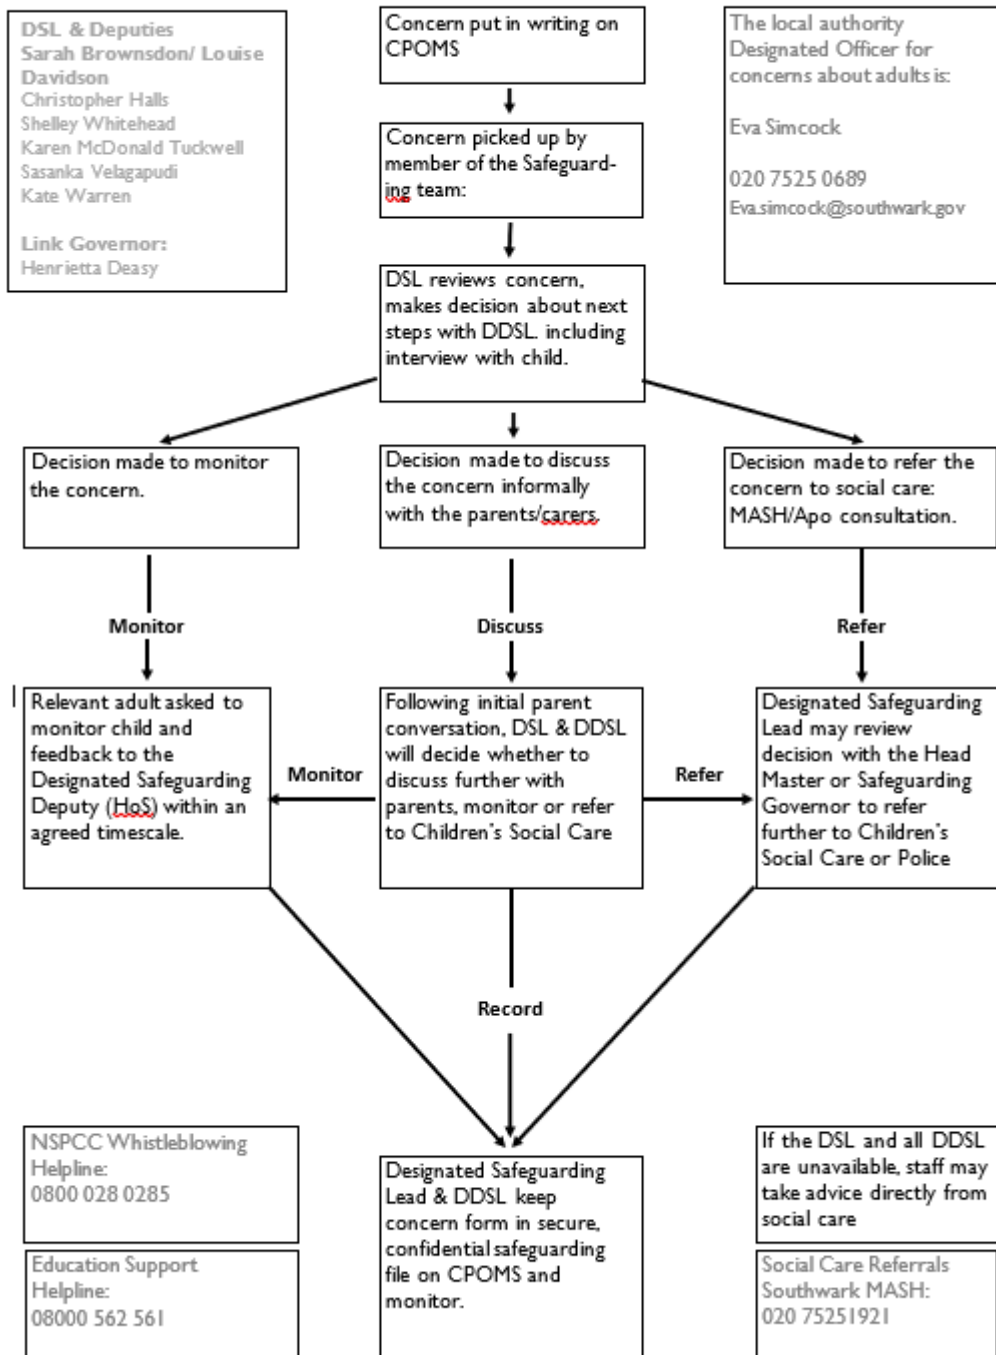 DSL & Deputies
Sarah Brownsdon/ Louise
Davidson
Christopher Halls
Shelley Whitehead
Karen McDonald Tuckwell
Sasanka Velagapudi
Kate Warren
Link Governor:
Henrietta Deasy
Concern put in writing on
CPOMS
The local authority
Designated Officer for
concerns about adults is:
Eva Simcock
020 7525 0689
Eva.simcock@southwark.gov
Concern picked up by
member of the Safeguard-
ing team:
DSL reviews concern,
makes decision about next
steps with DDSL. including
interview with child.
Decision made to monitor
the concern.
Decision made to discuss
the concern informally
with the parents/carers.
Decision made to refer the
concern to social care:
MASH/Apo consultation.
Monitor
Discuss
Refer
Relevant adult asked to
monitor child and
feedback to the
Designated Safeguarding
Deputy (HoS) within an
agreed timescale.
Monitor
Following initial parent
conversation, DSL & DDSL
will decide whether to
discuss further with
parents, monitor or refer
to Children's Social Care
Refer
Designated Safeguarding
Lead may review
decision with the Head
Master or Safeguarding
Governor to refer
further to Children's
Social Care or Police
Record
NSPCC Whistleblowing
Helpline:
0800 028 0285
Education Support
Helpline:
08000 562 561
Designated Safeguarding
Lead & DDSL keep
concern form in secure,
confidential safeguarding
file on CPOMS and
monitor.
If the DSL and all DDSL
are unavailable, staff may
take advice directly from
social care
Social Care Referrals
Southwark MASH:
020 75251921